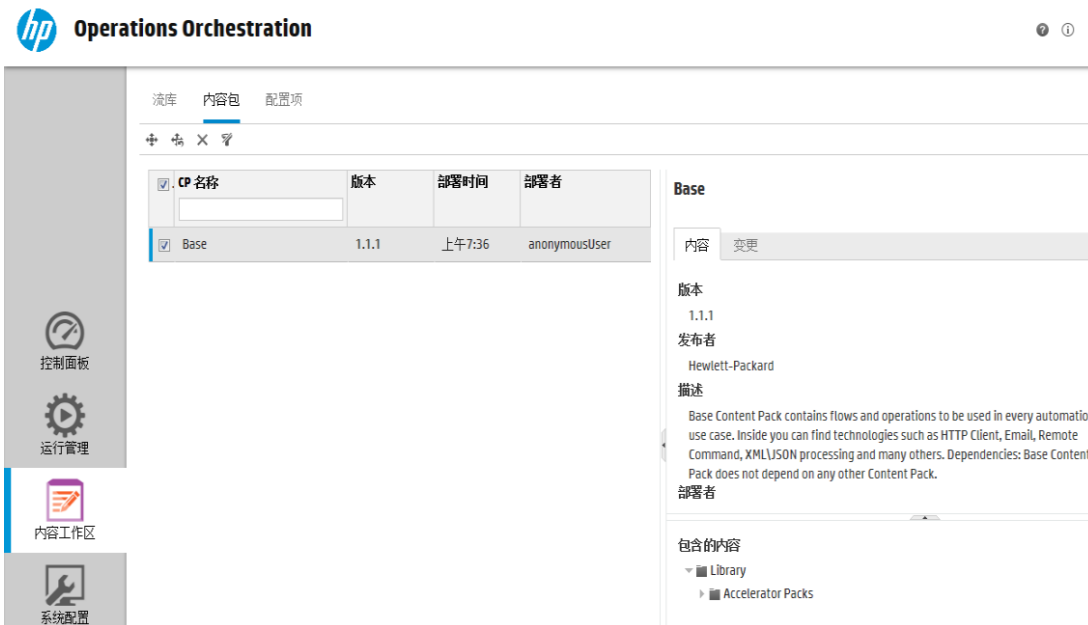 hp Operations Orchestration
流库 内容包 配置项
CP 名称 版本 部署时间 部署者
Base 1.1.1 上午7:36 anonymousUser
控制面板
运行管理
内容工作区
系统配置
Base
内容 变更
版本
1.1.1
发布者
Hewlett-Packard
描述
Base Content Pack contains flows and operations to be used in every automatio
use case. Inside you can find technologies such as HTTP Client, Email, Remote
Command, XML\JSON processing and many others. Dependencies: Base Content
Pack does not depend on any other Content Pack.
部署者
包含的内容
Library
Accelerator Packs